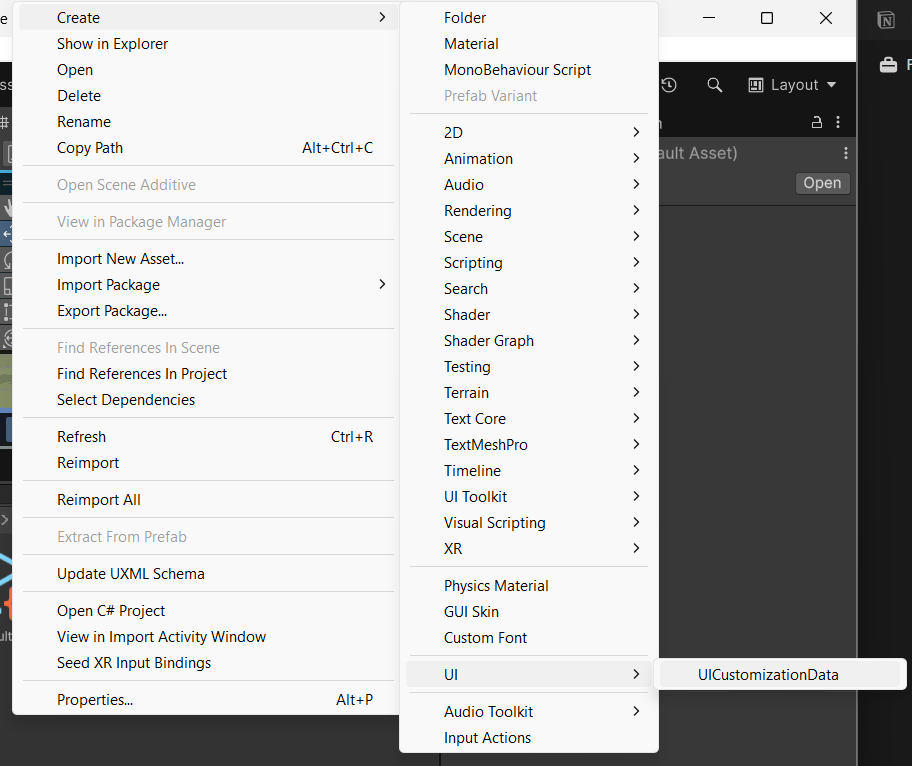 Create
Show in Explorer
Open
Delete
Rename
Copy Path Alt+Ctrl+C
Open Scene Additive
View in Package Manager
Import New Asset...
Import Package
Export Package...
Find References In Scene
Find References In Project
Select Dependencies
Refresh Ctrl+R
Reimport
Reimport All
Extract From Prefab
Update UXML Schema
Open C# Project
View in Import Activity Window
Seed XR Input Bindings
Properties... Alt+P
Folder
Material
MonoBehaviour Script
Prefab Variant
2D
Animation
Audio
Rendering
Scene
Scripting
Search
Shader
Shader Graph
Testing
Terrain
Text Core
TextMeshPro
Timeline
UI Toolkit
Visual Scripting
XR
Physics Material
GUI Skin
Custom Font
UI
Audio Toolkit
Input Actions
UICustomizationData
Layout
ault Asset)
Open